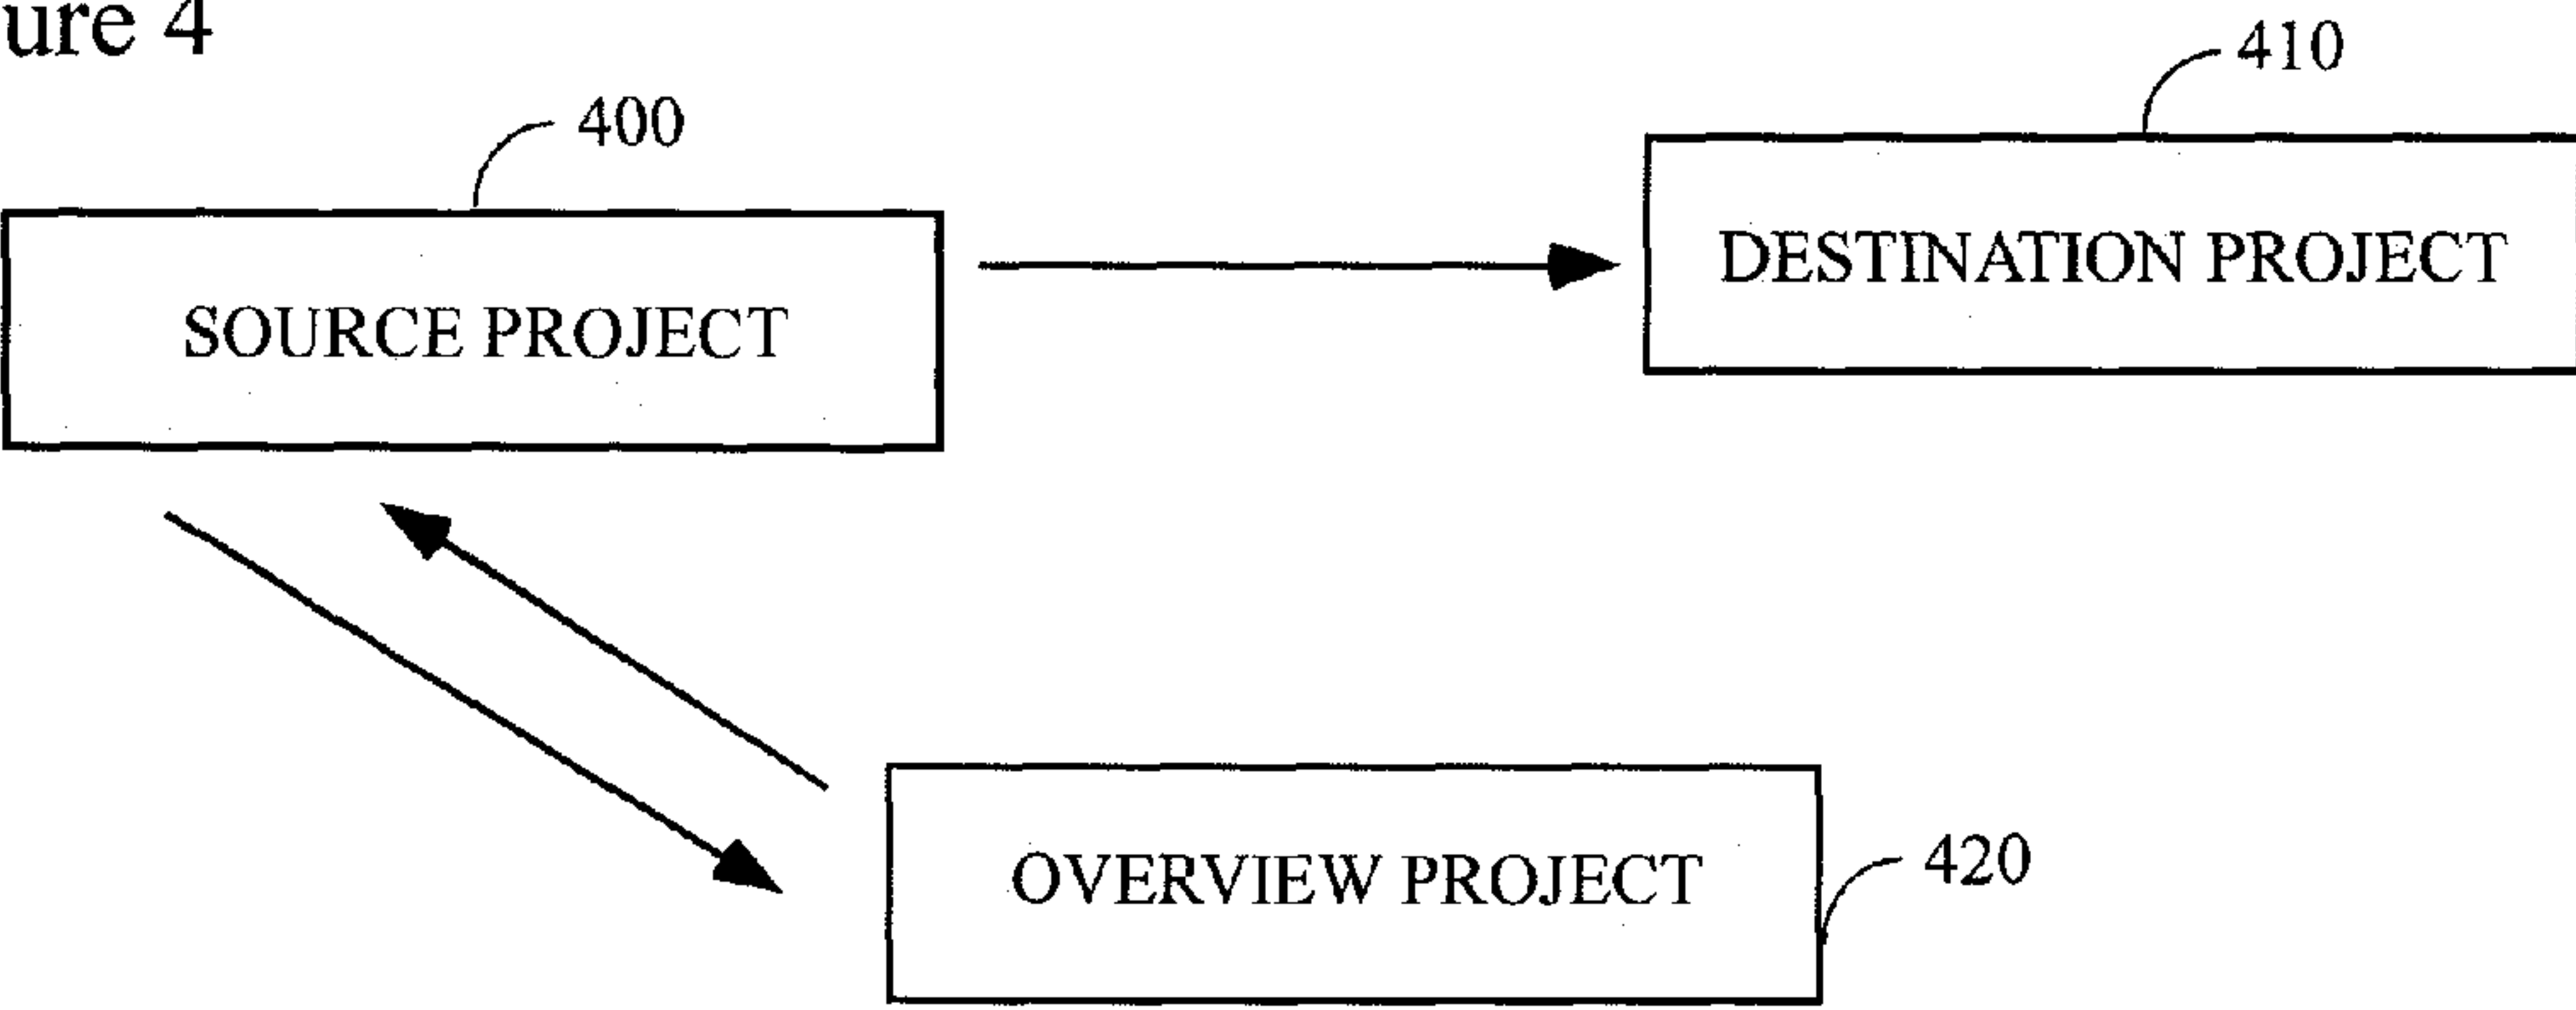 ure 4
410
400
DESTINATION PROJECT
SOURCE PROJECT
OVERVIEW PROJECT
420